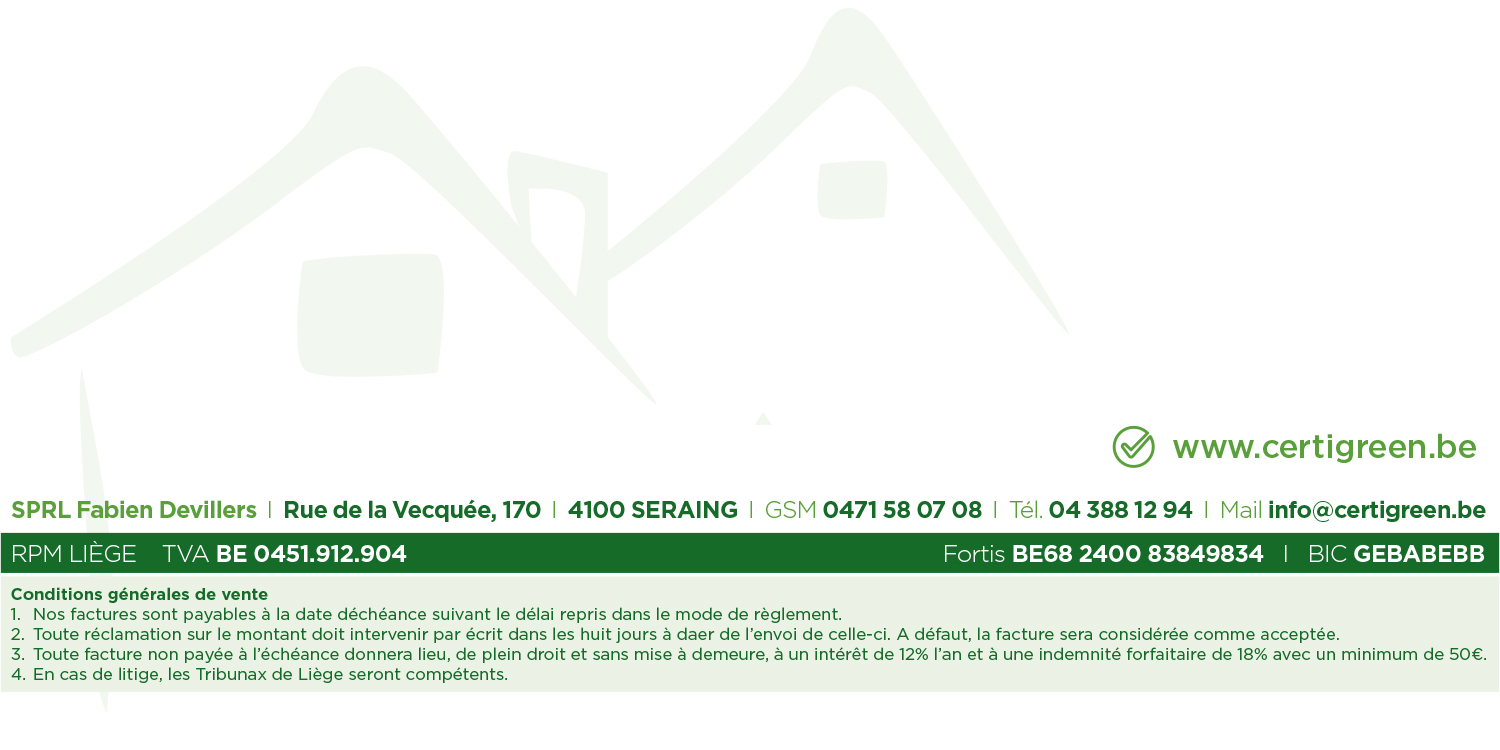 www.certigreen.be
SPRL Fabien Devillers I Rue de la Vecquée, 170 I 4100 SERAING I GSM 0471 58 07 08 I Tél. 04 388 12 94 I Mail info@certigreen.be
RPM LIÈGE TVA BE 0451.912.904 Fortis BE68 2400 83849834 I BIC GEBABEBB
Conditions générales de vente
1. Nos factures sont payables à la date déchéance suivant le délai repris dans le mode de règlement.
2. Toute réclamation sur le montant doit intervenir par écrit dans les huit jours à daer de l'envoi de celle-ci. A défaut, la facture sera considérée comme acceptée.
3. Toute facture non payée à l'échéance donnera lieu, de plein droit et sans mise à demeure, à un intérêt de 12% l'an et à une indemnité forfaitaire de 18% avec un minimum de 50€.
4. En cas de litige, les Tribunax de Liège seront compétents.